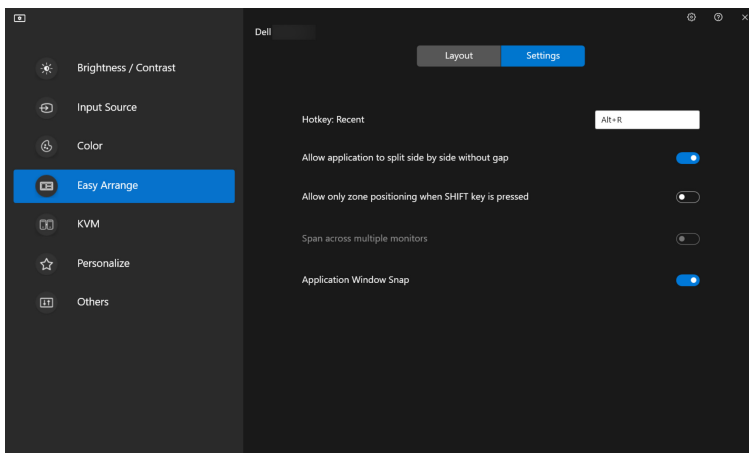 Dell
Layout
Settings
Brightness / Contrast
Input Source
Color
Easy Arrange
KVM
Personalize
Others
Hotkey: Recent
Alt+R
Allow application to split side by side without gap
Allow only zone positioning when SHIFT key is pressed
Span across multiple monitors
Application Window Snap